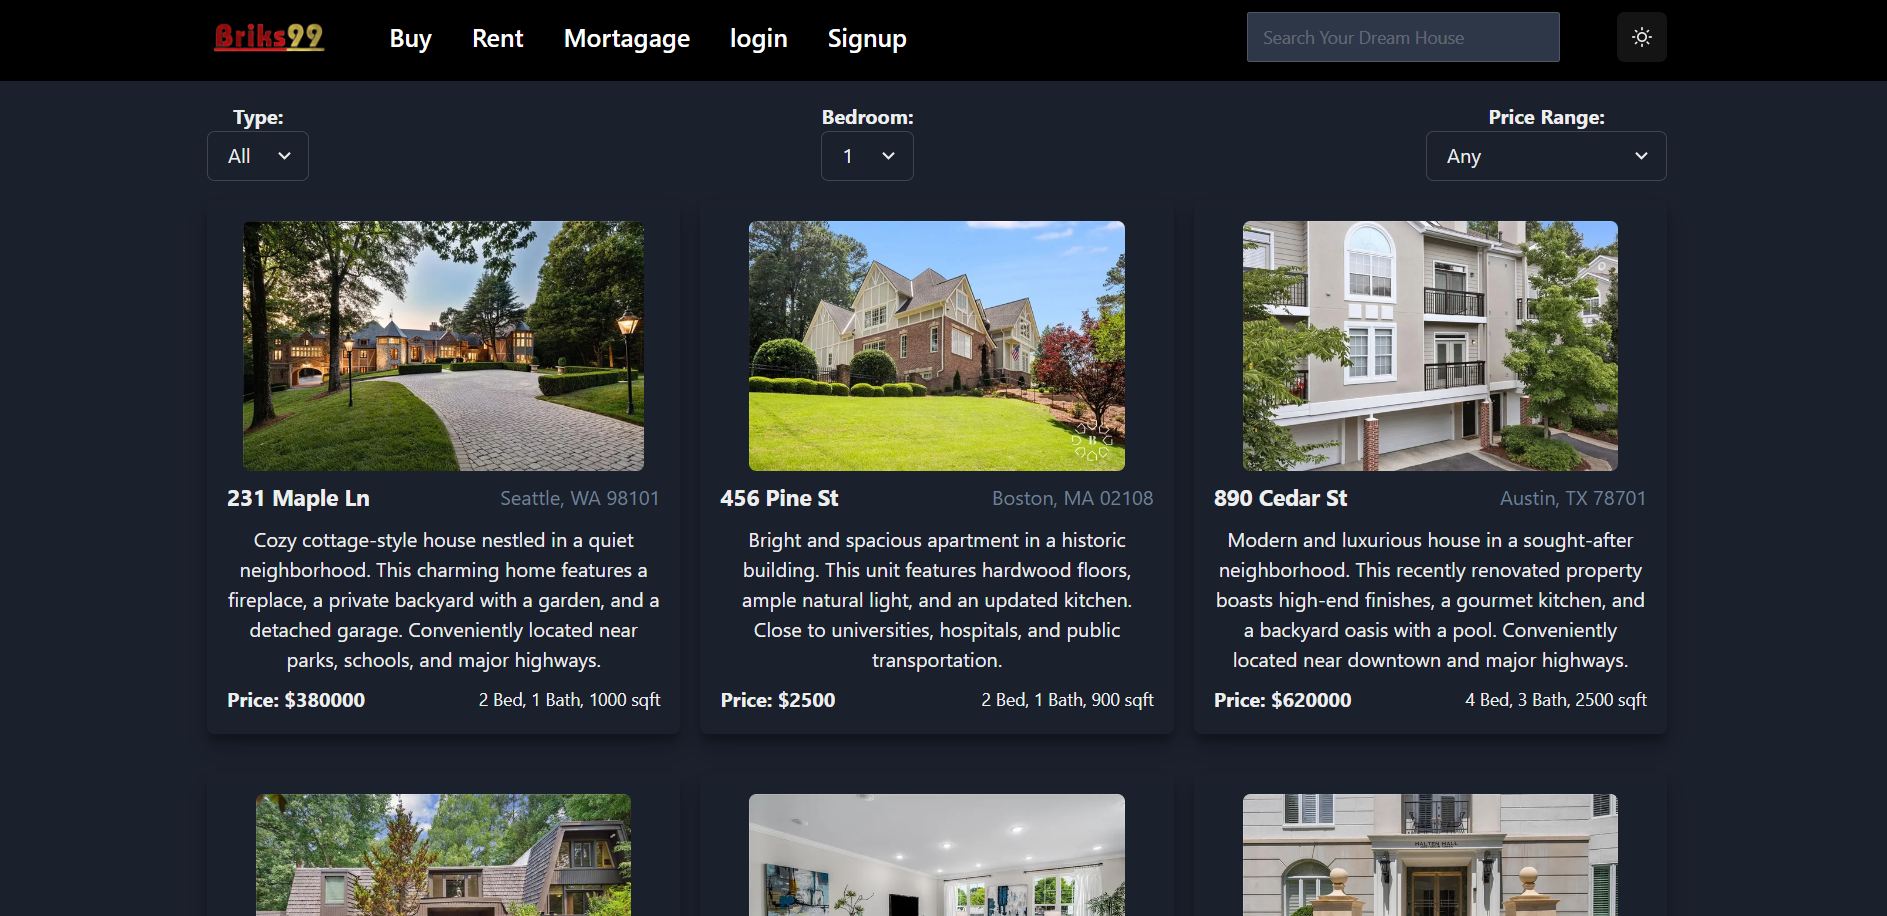 Briks99
Buy
Rent
Mortagage
login
Signup
Search Your Dream House
Type:
All
Bedroom:
1
Price Range:
Any
231 Maple Ln
Seattle, WA 98101
Cozy cottage-style house nestled in a quiet
neighborhood. This charming home features a
fireplace, a private backyard with a garden, and a
detached garage. Conveniently located near
parks, schools, and major highways.
Price: $380000
2 Bed, 1 Bath, 1000 sqft
B
456 Pine St
Boston, MA 02108
Bright and spacious apartment in a historic
building. This unit features hardwood floors,
ample natural light, and an updated kitchen.
Close to universities, hospitals, and public
transportation.
Price: $2500
2 Bed, 1 Bath, 900 sqft
890 Cedar St
Austin, TX 78701
Modern and luxurious house in a sought-after
neighborhood. This recently renovated property
boasts high-end finishes, a gourmet kitchen, and
a backyard oasis with a pool. Conveniently
located near downtown and major highways.
Price: $620000
4 Bed, 3 Bath, 2500 sqft
HALTEN HALL